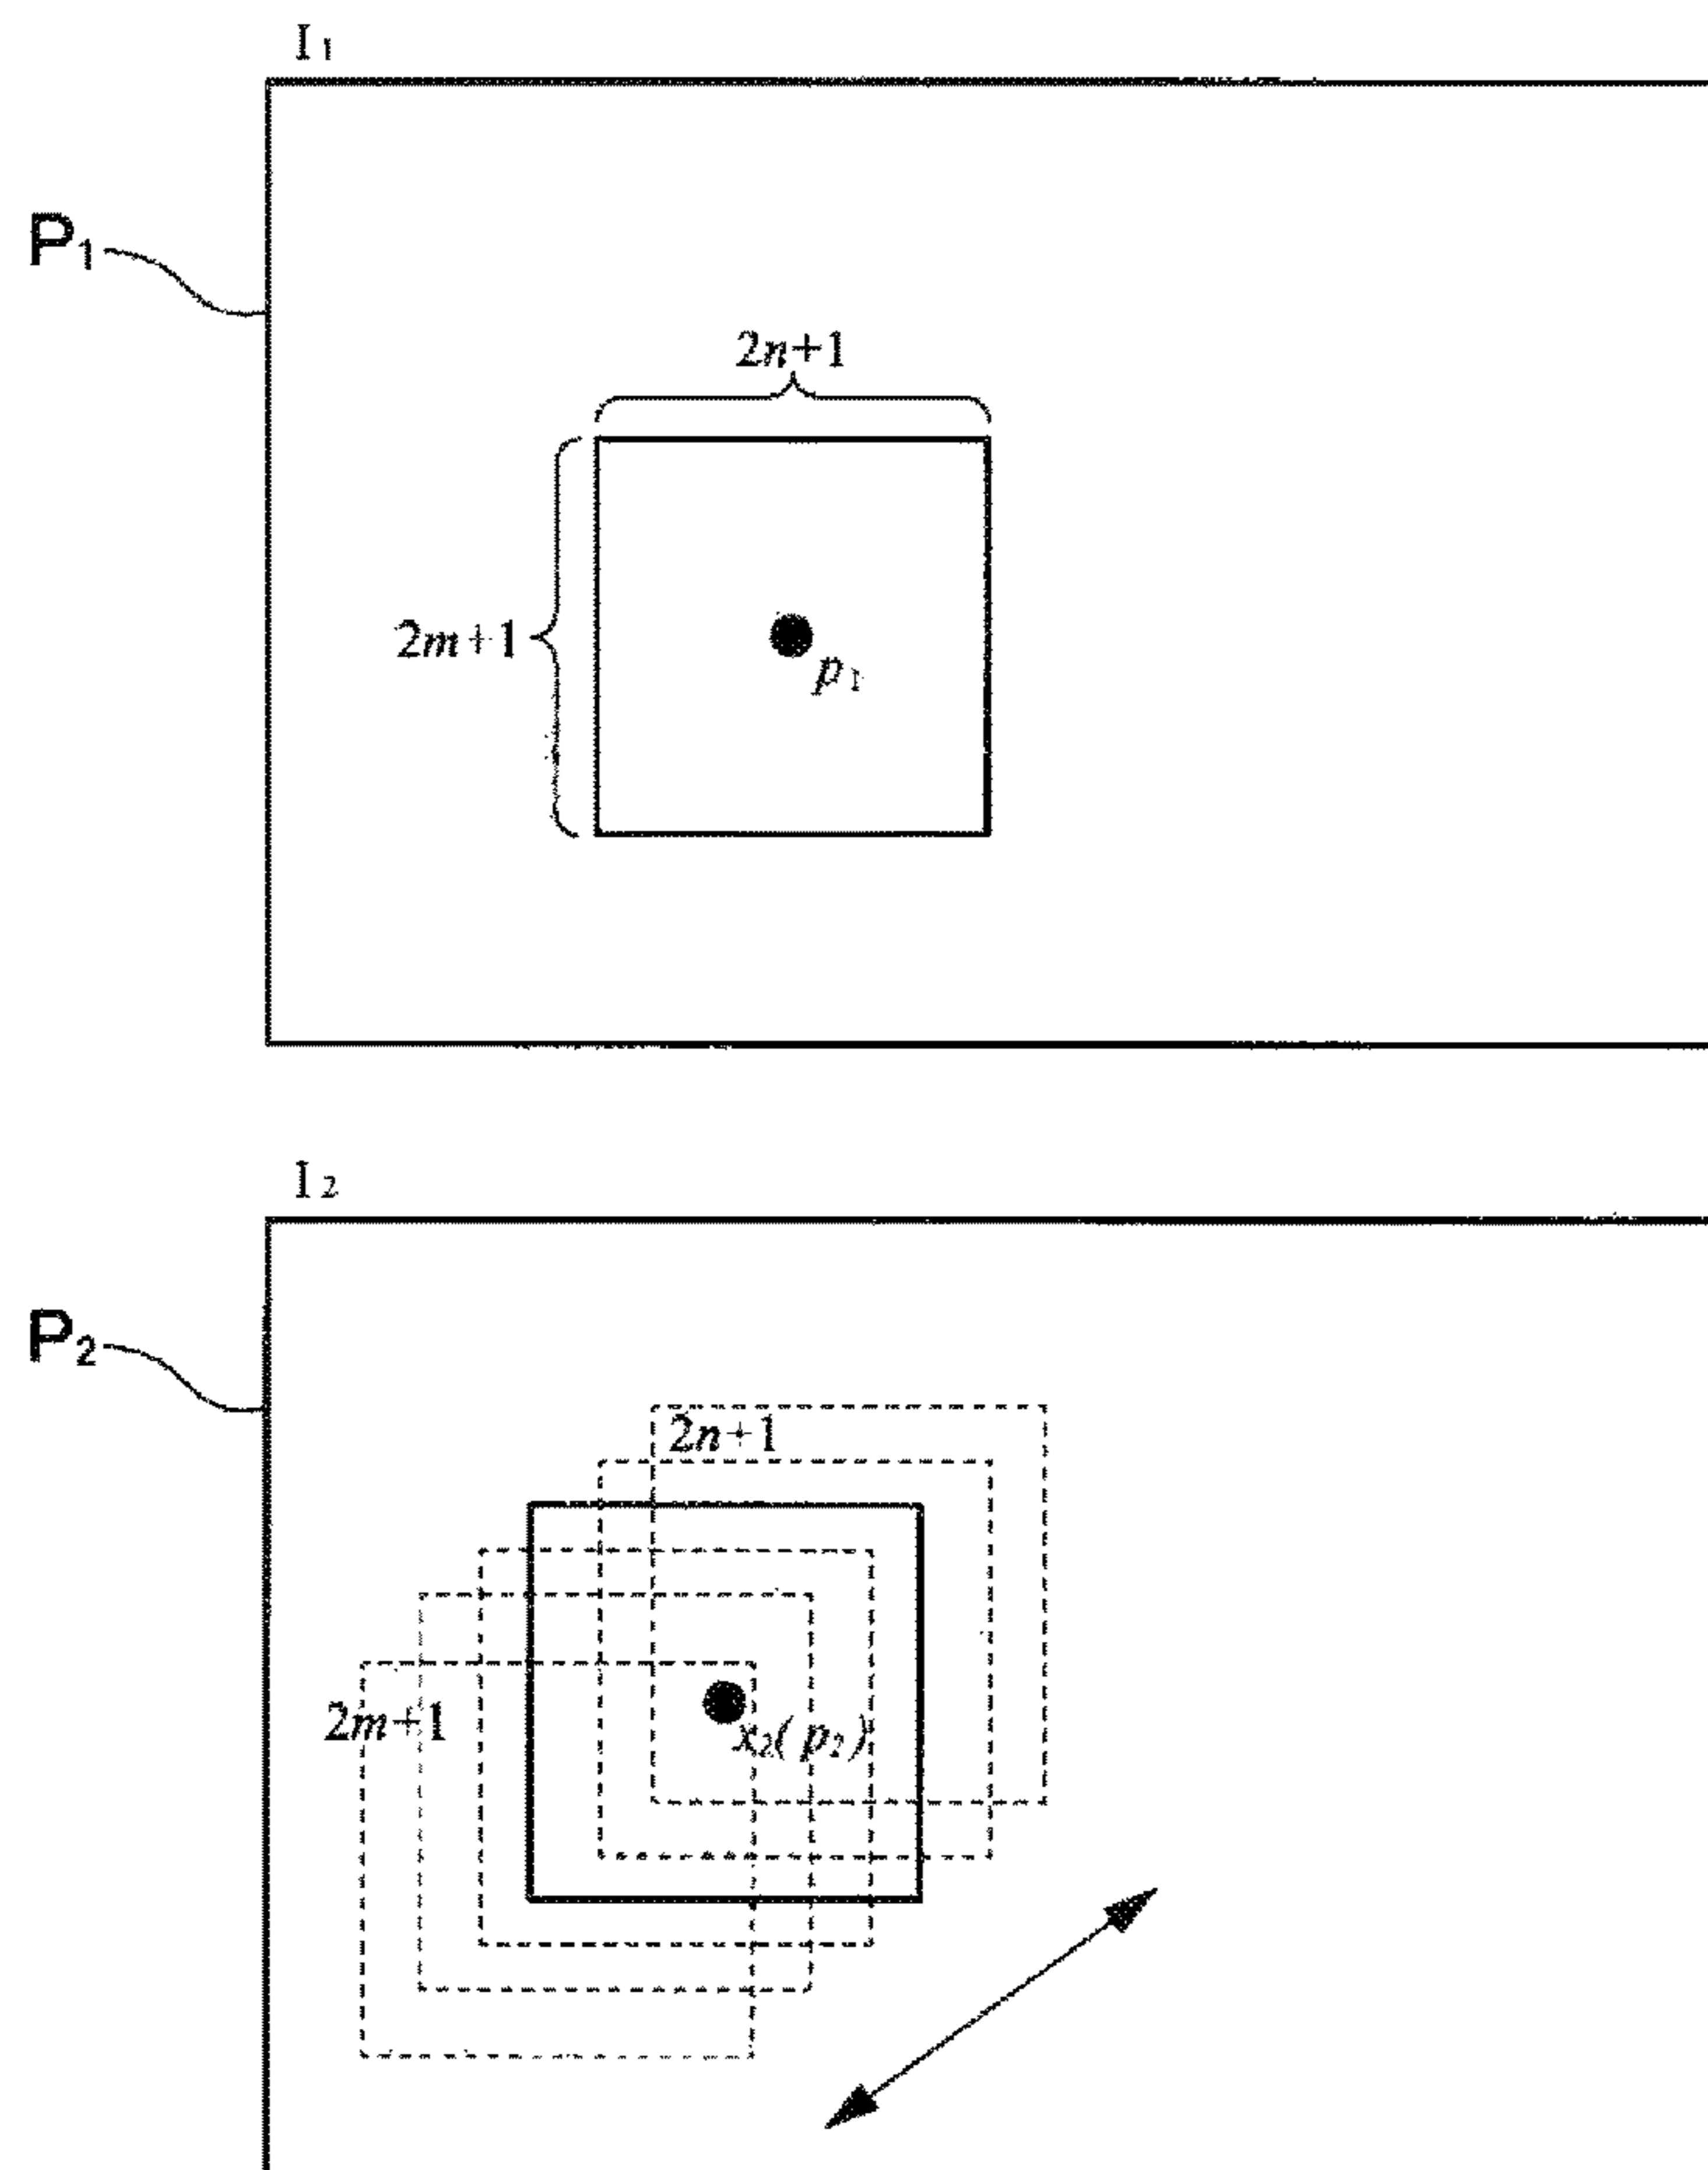 I₁
P₁
2n+1
2m+1
p₁
I₂
P₂
2n+1
2m+1
x₂(p₂)